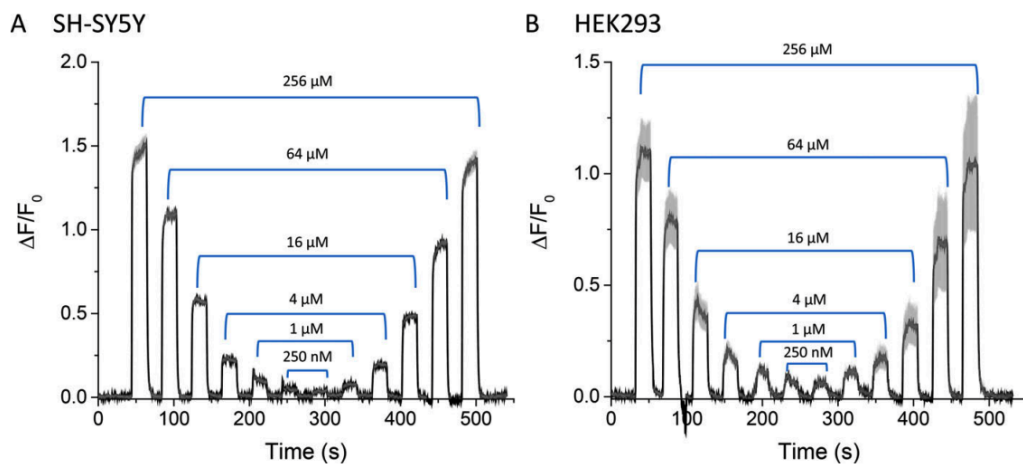 A SH-SY5Y
2.0
1.5
1.0
0.5
0.0
ΔF/F0
256 µM
64 µM
16 µM
4 µM
1 µM
250 nM
0 100 200 300 400 500
Time (s)
B HEK293
1.5
1.0
0.5
0.0
ΔF/F0
256 µM
64 µM
16 µM
4 µM
1 µM
250 nM
0 100 200 300 400 500
Time (s)